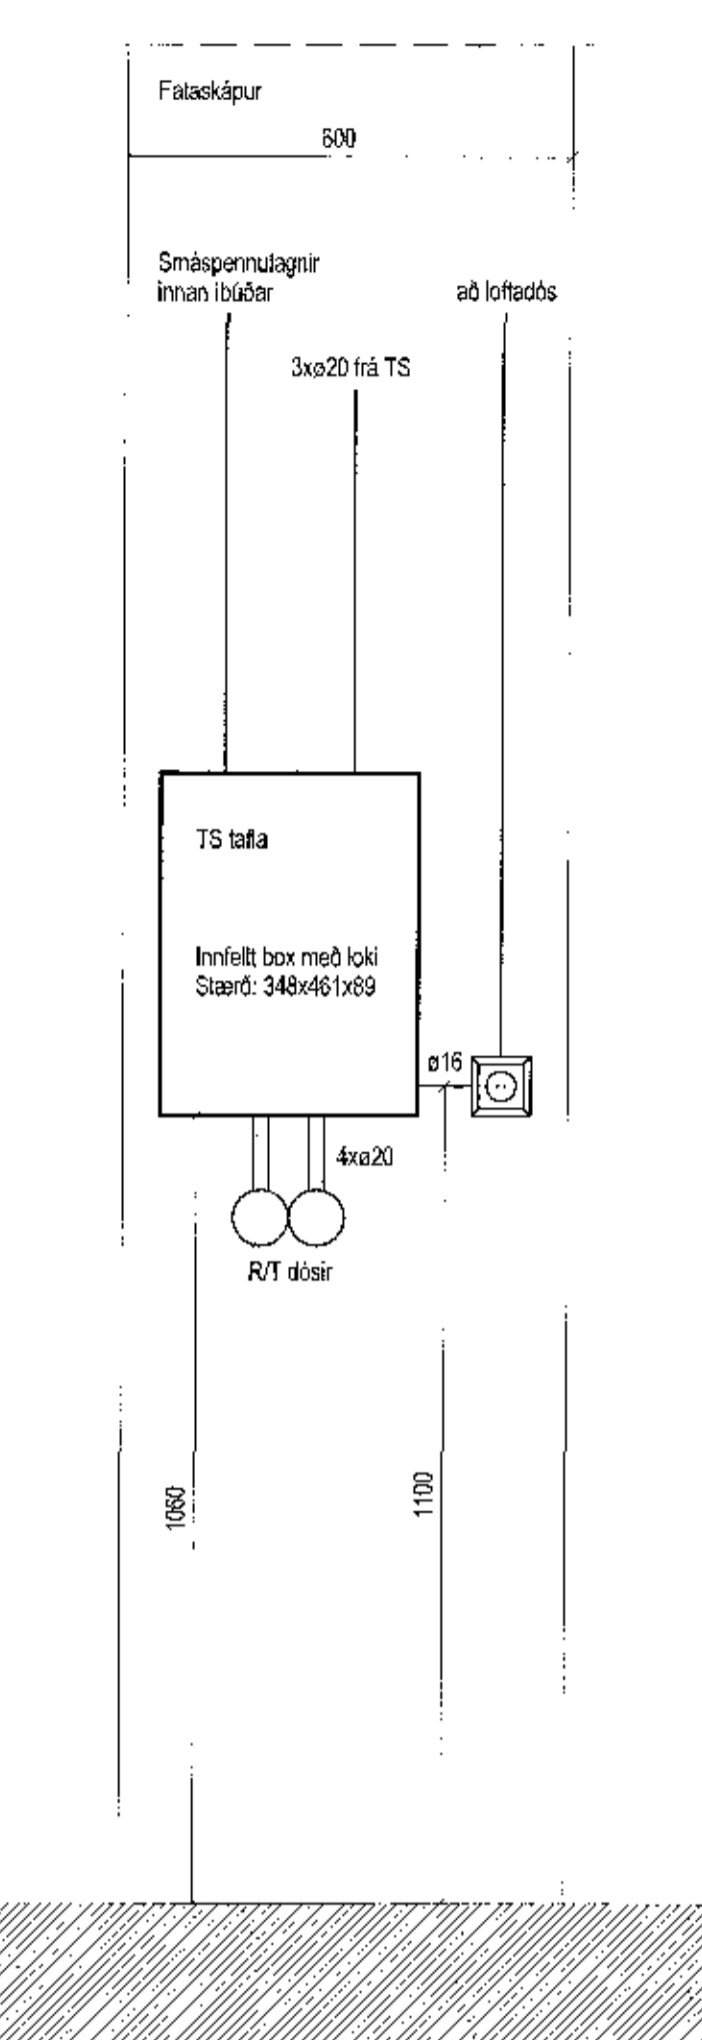 Fataskápur
600
Smáspennulagnir
innan íbúðar
að loftadós
3xø20 frá TS
TS tafla
Innfellt box með loki
Stærð: 348x461x89
ø16
4xø20
R/T dósir
1060
1100